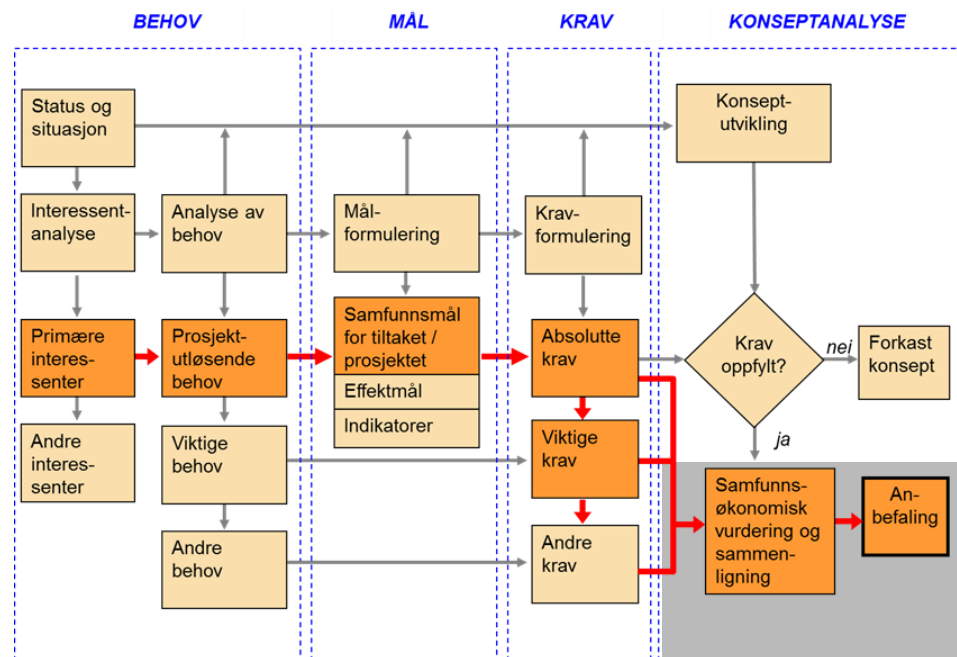 BEHOV
MÅL
KRAV
KONSEPTANALYSE
Status og
situasjon
Interessent-
analyse
Primære
interes-
senter
Andre
interes-
senter
Analyse av
behov
Prosjekt-
utløsende
behov
Viktige
behov
Andre
behov
Mål-
formulering
Samfunnsmål
for tiltaket /
prosjektet
Effektmål
Indikatorer
Krav-
formulering
Absolutte
krav
Viktige
krav
Andre
krav
Konsept-
utvikling
Krav
oppfylt?
nei
Forkast
konsept
ja
Samfunns-
økonomisk
vurdering og
sammen-
ligning
An-
befaling